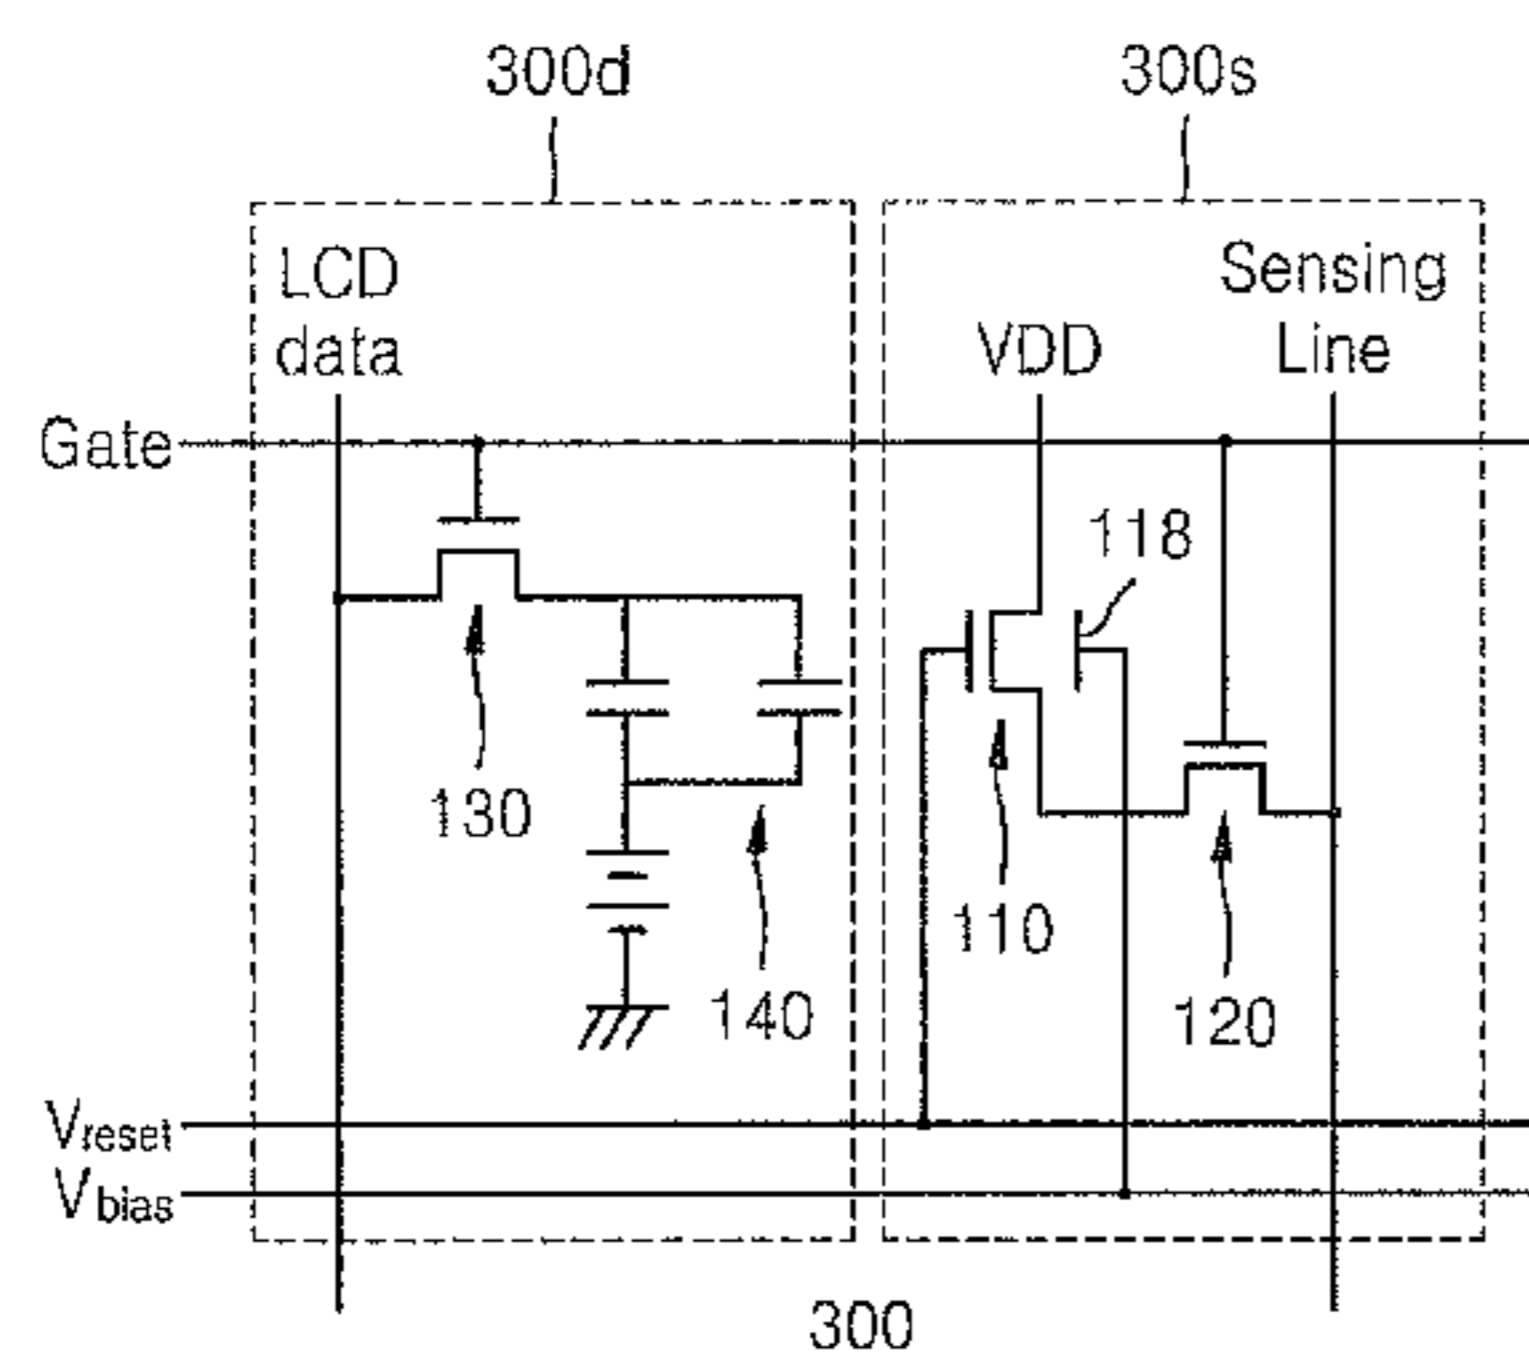 300d
300s
LCD
data
Sensing
Line
VDD
Gate
118
130
110
140
120
Vreset
Vbias
300